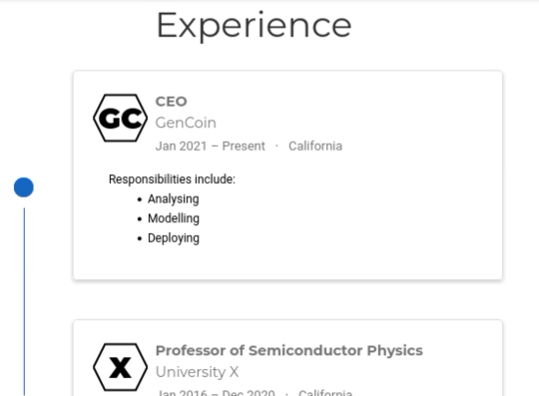 Experience
GC
CEO
GenCoin
Jan 2021 – Present · California
Responsibilities include:
• Analysing
• Modelling
• Deploying
X
Professor of Semiconductor Physics
University X
Jan 2016 – Dec 2020 · California